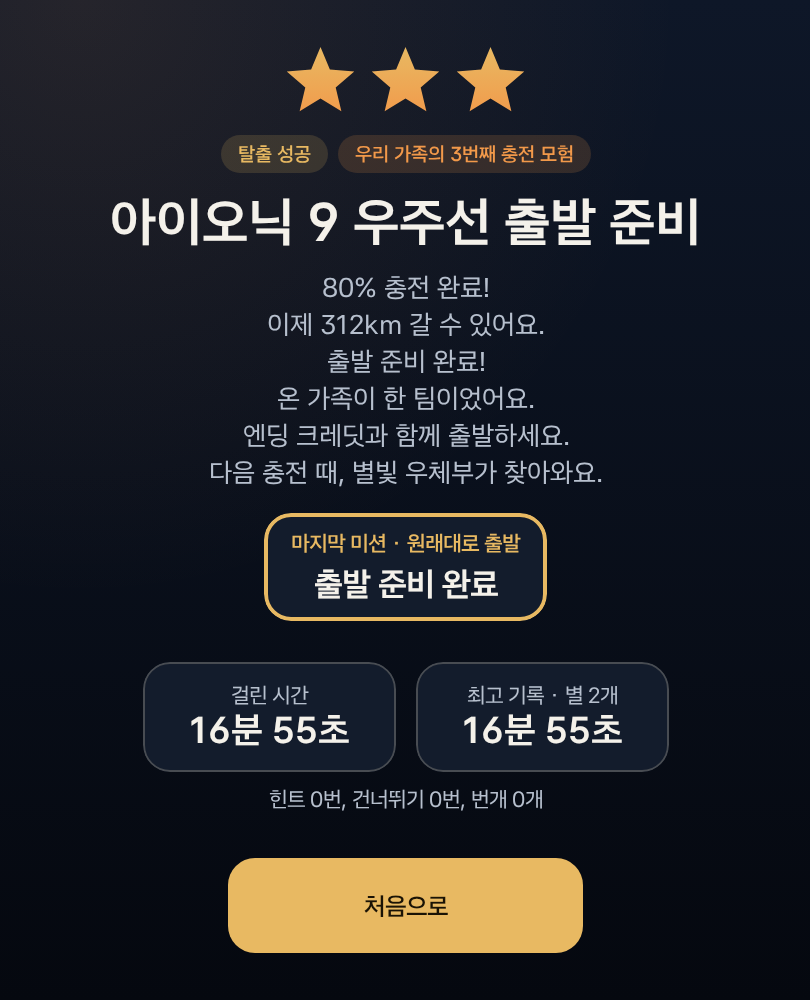 탈출 성공
우리 가족의 3번째 충전 모험
아이오닉 9 우주선 출발 준비
80% 충전 완료!
이제 312km 갈 수 있어요.
출발 준비 완료!
온 가족이 한 팀이었어요.
엔딩 크레딧과 함께 출발하세요.
다음 충전 때, 별빛 우체부가 찾아와요.
마지막 미션 · 원래대로 출발
출발 준비 완료
걸린 시간
16분 55초
최고 기록 · 별 2개
16분 55초
힌트 0번, 건너뛰기 0번, 번개 0개
처음으로